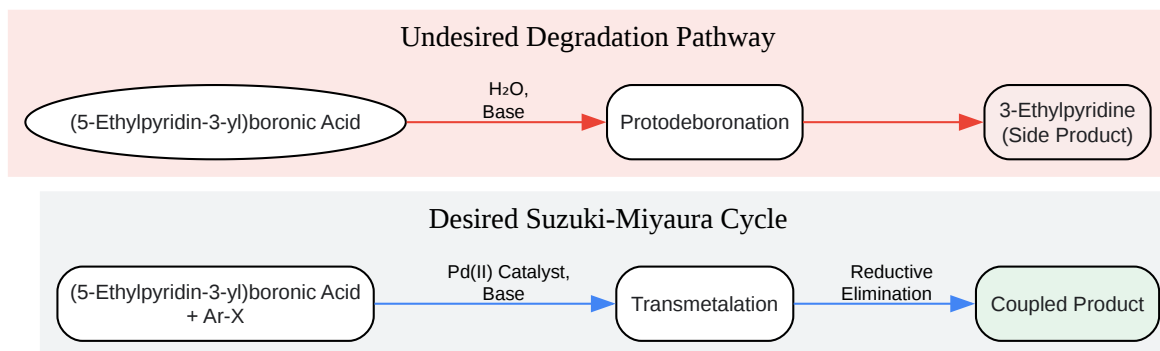 Undesired Degradation Pathway
(5-Ethylpyridin-3-yl)boronic Acid
H₂O,
Base
Protodeboronation
3-Ethylpyridine
(Side Product)
Desired Suzuki-Miyaura Cycle
(5-Ethylpyridin-3-yl)boronic Acid
+ Ar-X
Pd(II) Catalyst,
Base
Transmetalation
Reductive
Elimination
Coupled Product